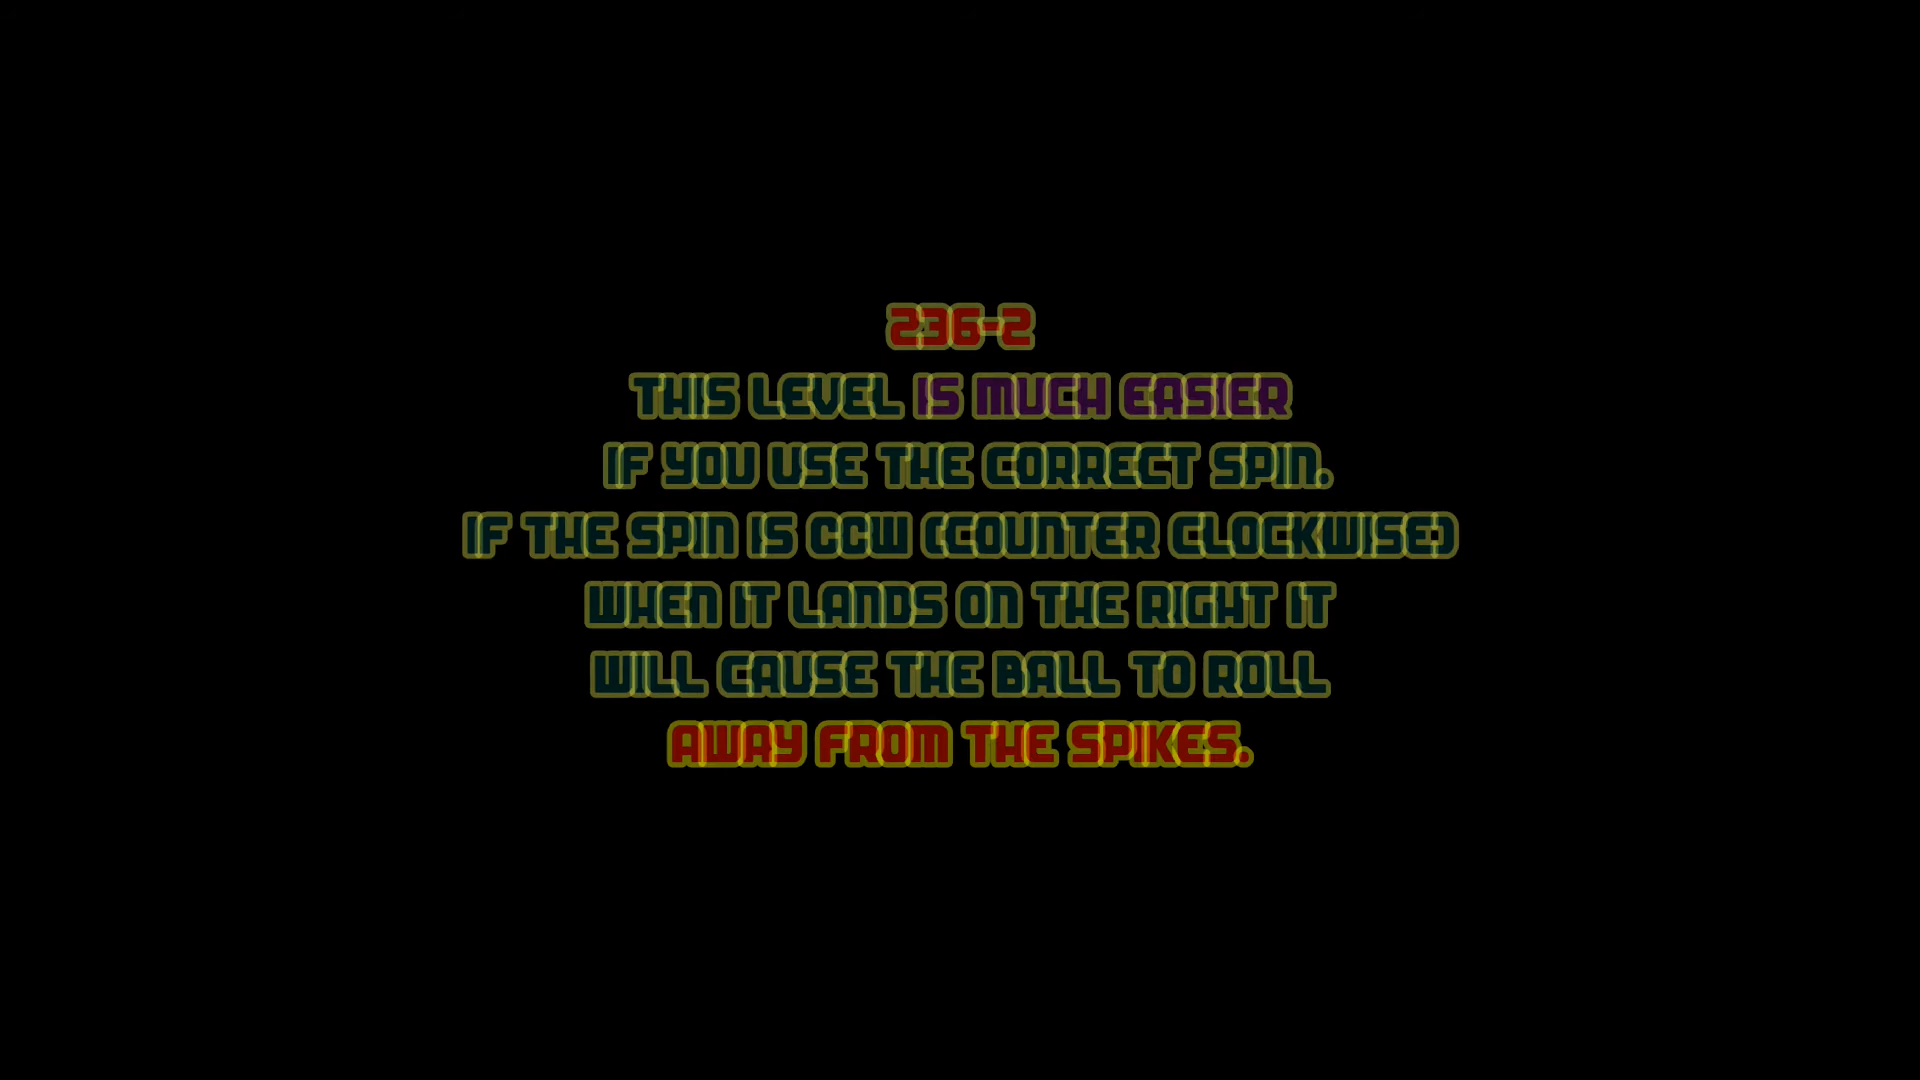 236-2
THIS LEVEL IS MUCH EASIER
IF YOU USE THE CORRECT SPIN.
IF THE SPIN IS CCW (COUNTER CLOCKWISE)
WHEN IT LANDS ON THE RIGHT IT
WILL CAUSE THE BALL TO ROLL
AWAY FROM THE SPIKES.